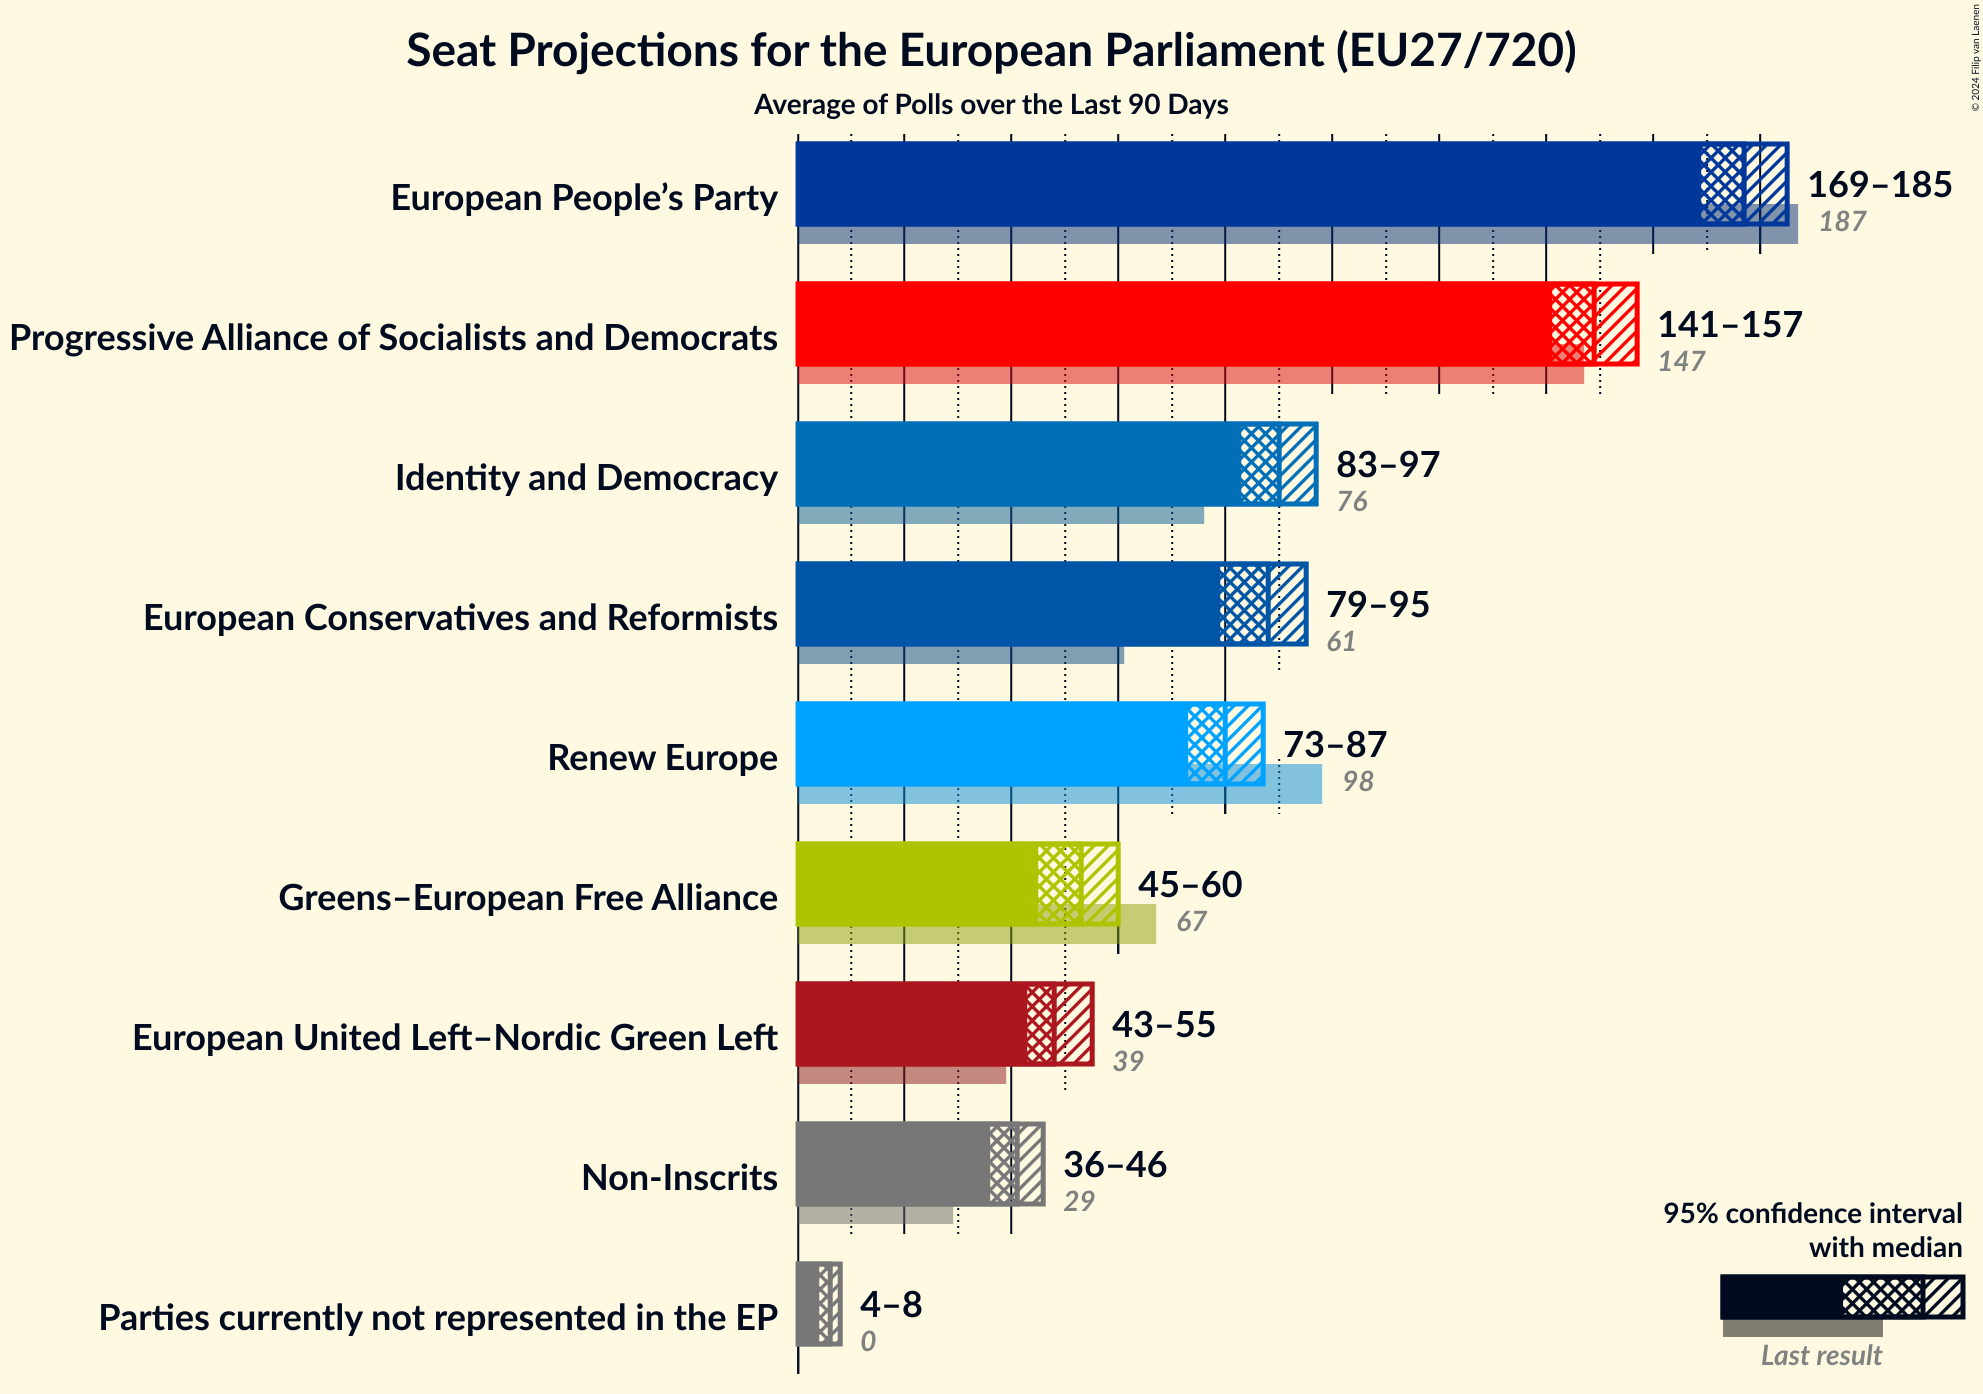 Seat Projections for the European Parliament (EU27/720)
Average of Polls over the Last 90 Days
© 2024 Filip van Laenen
European People’s Party
169–185
187
Progressive Alliance of Socialists and Democrats
141–157
147
Identity and Democracy
83–97
76
European Conservatives and Reformists
79–95
61
Renew Europe
73–87
98
Greens–European Free Alliance
45–60
67
European United Left–Nordic Green Left
43–55
39
Non-Inscrits
36–46
29
Parties currently not represented in the EP
4–8
0
95% confidence interval
with median
Last result